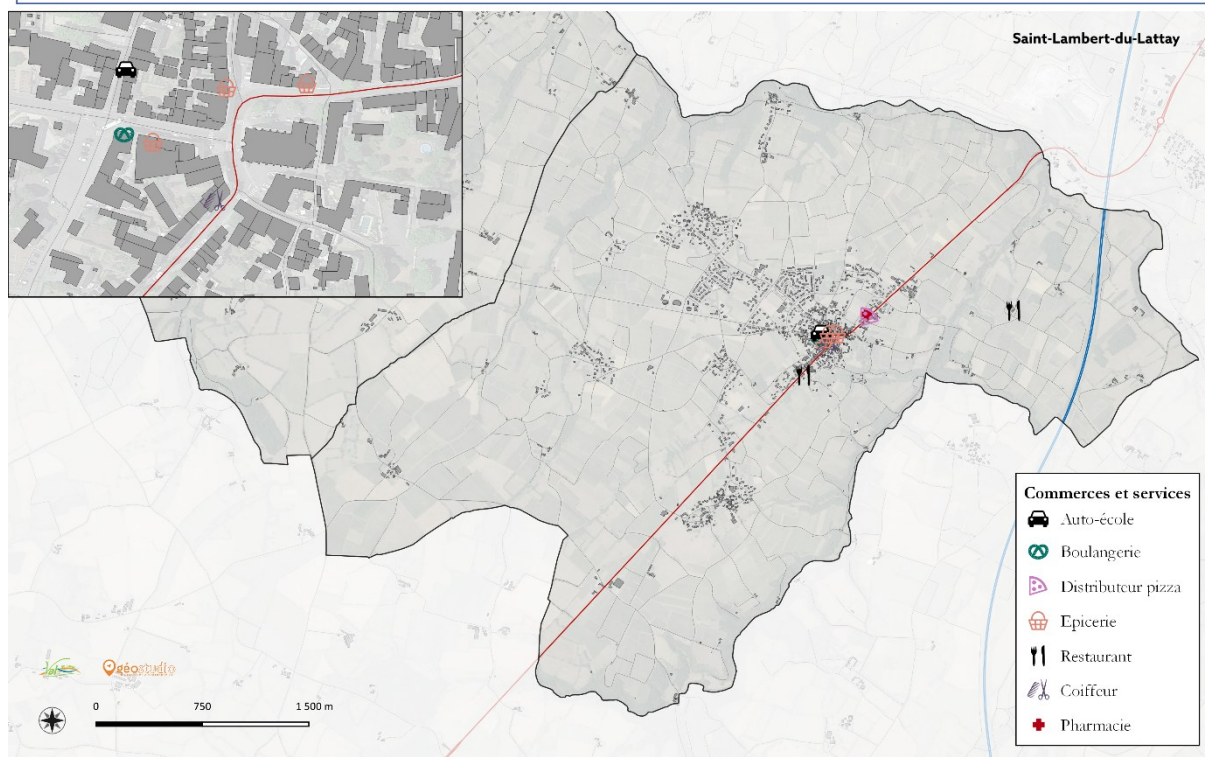 Saint-Lambert-du-Lattay
Commerces et services
Auto-école
Boulangerie
Distributeur pizza
Epicerie
Restaurant
Coiffeur
Pharmacie
géostudio
0 750 1 500 m